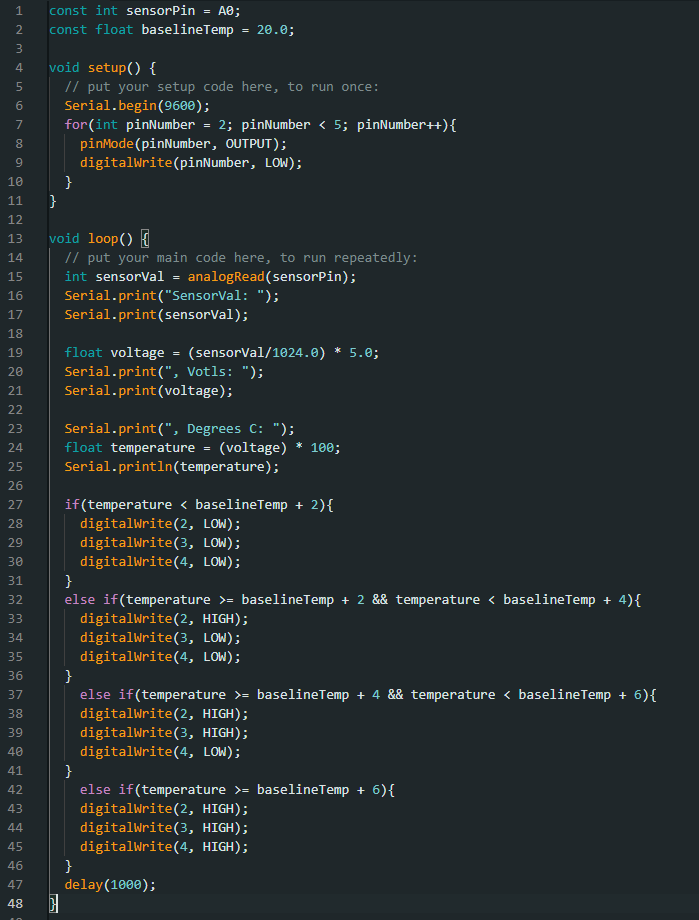 1 const int sensorPin = A0;
2 const float baselineTemp = 20.0;
3
4 void setup() {
5   // put your setup code here, to run once:
6   Serial.begin(9600);
7   for(int pinNumber = 2; pinNumber < 5; pinNumber++){
8     pinMode(pinNumber, OUTPUT);
9     digitalWrite(pinNumber, LOW);
10   }
11 }
12
13 void loop() {
14   // put your main code here, to run repeatedly:
15   int sensorVal = analogRead(sensorPin);
16   Serial.print("SensorVal: ");
17   Serial.print(sensorVal);
18
19   float voltage = (sensorVal/1024.0) * 5.0;
20   Serial.print(", Votls: ");
21   Serial.print(voltage);
22
23   Serial.print(", Degrees C: ");
24   float temperature = (voltage) * 100;
25   Serial.println(temperature);
26
27   if(temperature < baselineTemp + 2){
28     digitalWrite(2, LOW);
29     digitalWrite(3, LOW);
30     digitalWrite(4, LOW);
31   }
32   else if(temperature >= baselineTemp + 2 && temperature < baselineTemp + 4){
33     digitalWrite(2, HIGH);
34     digitalWrite(3, LOW);
35     digitalWrite(4, LOW);
36   }
37     else if(temperature >= baselineTemp + 4 && temperature < baselineTemp + 6){
38     digitalWrite(2, HIGH);
39     digitalWrite(3, HIGH);
40     digitalWrite(4, LOW);
41   }
42     else if(temperature >= baselineTemp + 6){
43     digitalWrite(2, HIGH);
44     digitalWrite(3, HIGH);
45     digitalWrite(4, HIGH);
46   }
47   delay(1000);
48 }